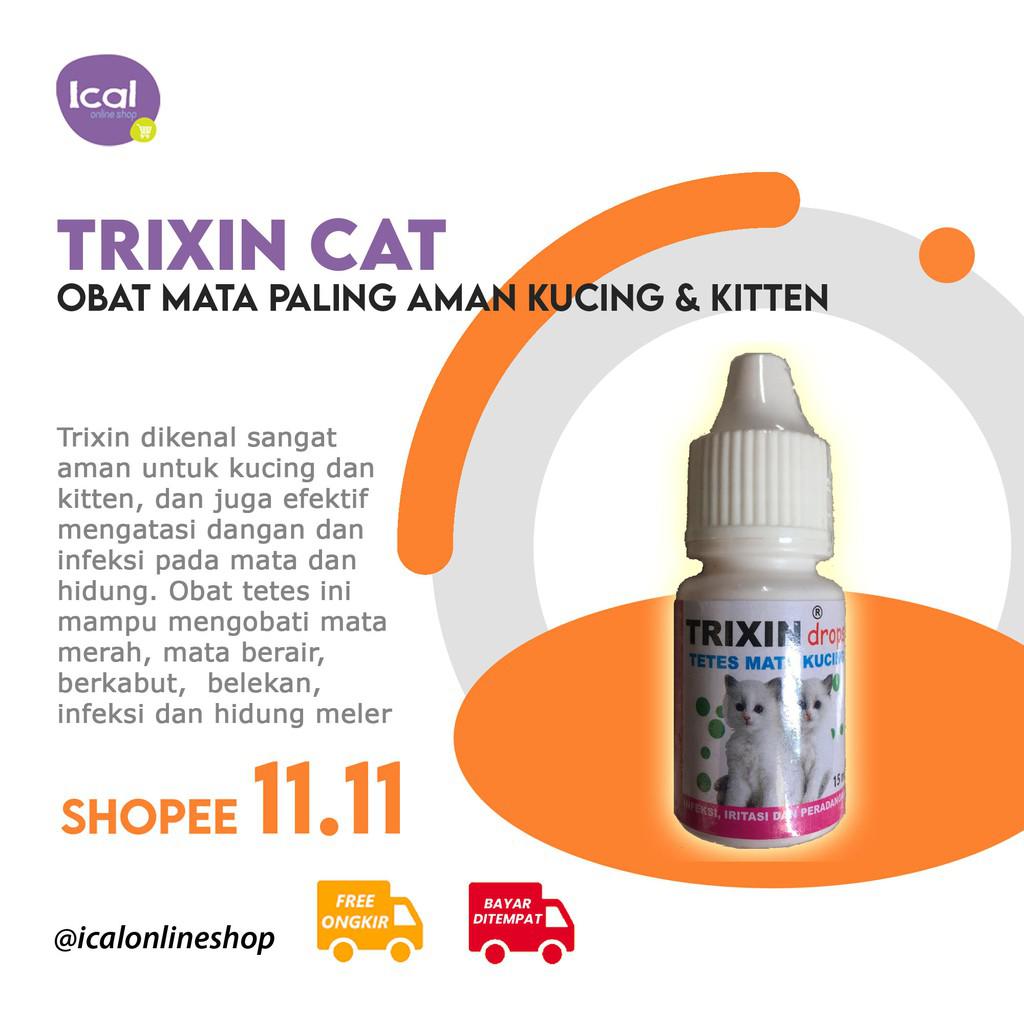 Ical
online shop
TRIXIN CAT
OBAT MATA PALING AMAN KUCING & KITTEN
Trixin dikenal sangat
aman untuk kucing dan
kitten, dan juga efektif
mengatasi dangan dan
infeksi pada mata dan
hidung. Obat tetes ini
mampu mengobati mata
merah, mata berair,
berkabut, belekan,
infeksi dan hidung meler
SHOPEE 11.11
@icalonlineshop
FREE
ONGKIR
BAYAR
DITEMPAT
TRIXIN® drops
TETES MATA
INFEKSI, IRITASI DAN